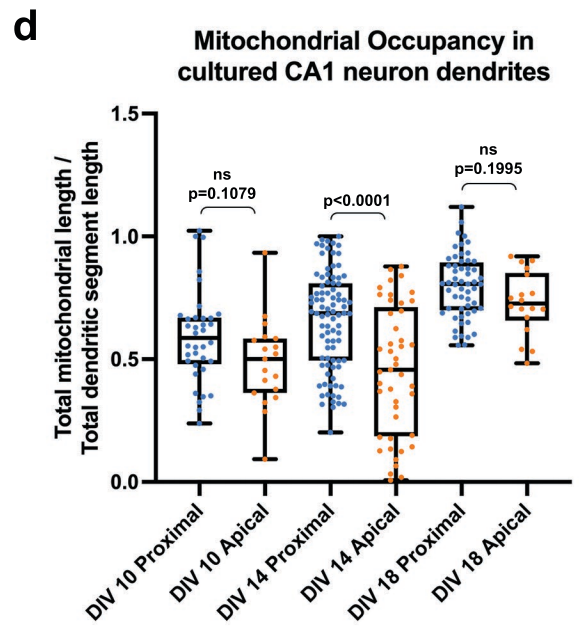 d
Mitochondrial Occupancy in
cultured CA1 neuron dendrites
Total mitochondrial length /
Total dendritic segment length
1.5
1.0
0.5
0.0
ns
p=0.1079
p<0.0001
ns
p=0.1995
DIV 10 Proximal
DIV 10 Apical
DIV 14 Proximal
DIV 14 Apical
DIV 18 Proximal
DIV 18 Apical